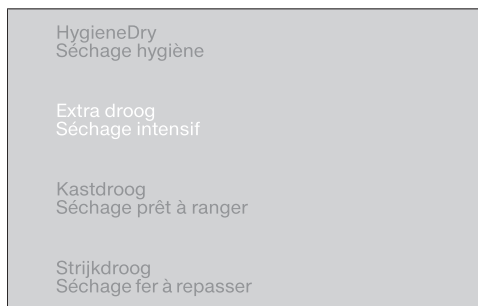 HygieneDry
Séchage hygiène
Extra droog
Séchage intensif
Kastdroog
Séchage prêt à ranger
Strijkdroog
Séchage fer à repasser